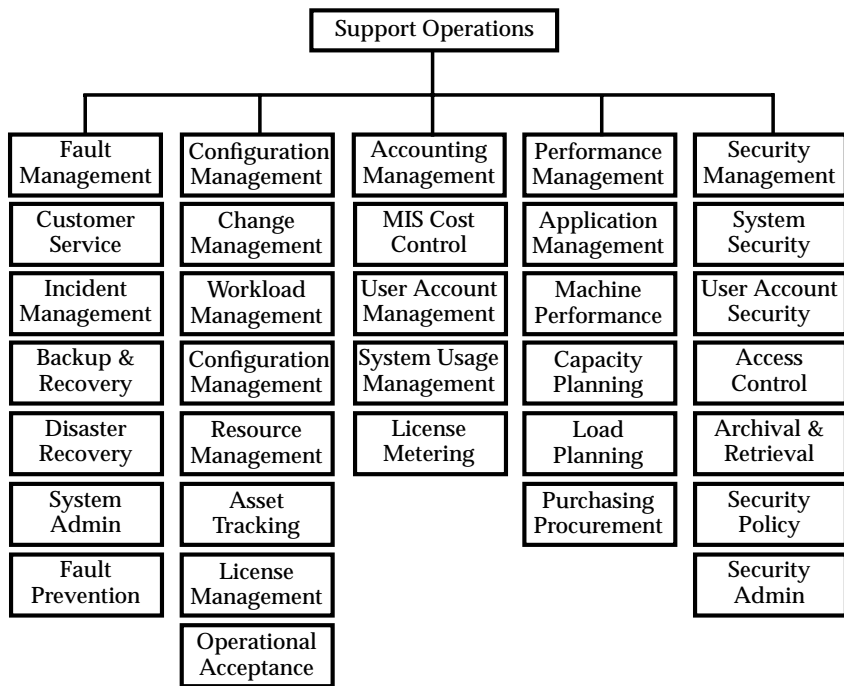 Support Operations
Fault
Management
Configuration
Management
Accounting
Management
Performance
Management
Security
Management
Customer
Service
Change
Management
MIS Cost
Control
Application
Management
System
Security
Incident
Management
Workload
Management
User Account
Management
Machine
Performance
User Account
Security
Backup &
Recovery
Configuration
Management
System Usage
Management
Capacity
Planning
Access
Control
Disaster
Recovery
Resource
Management
License
Metering
Load
Planning
Archival &
Retrieval
System
Admin
Asset
Tracking
Purchasing
Procurement
Security
Policy
Fault
Prevention
License
Management
Security
Admin
Operational
Acceptance